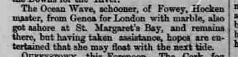 The Ocean Wave, schooner, of Fowey, Hocken
master, from Genoa for London with marble, also
got ashore at St. Margaret's Bay, and remains
there, but having taken assistance, hopes are en-
tertained that she may float with the next tide.